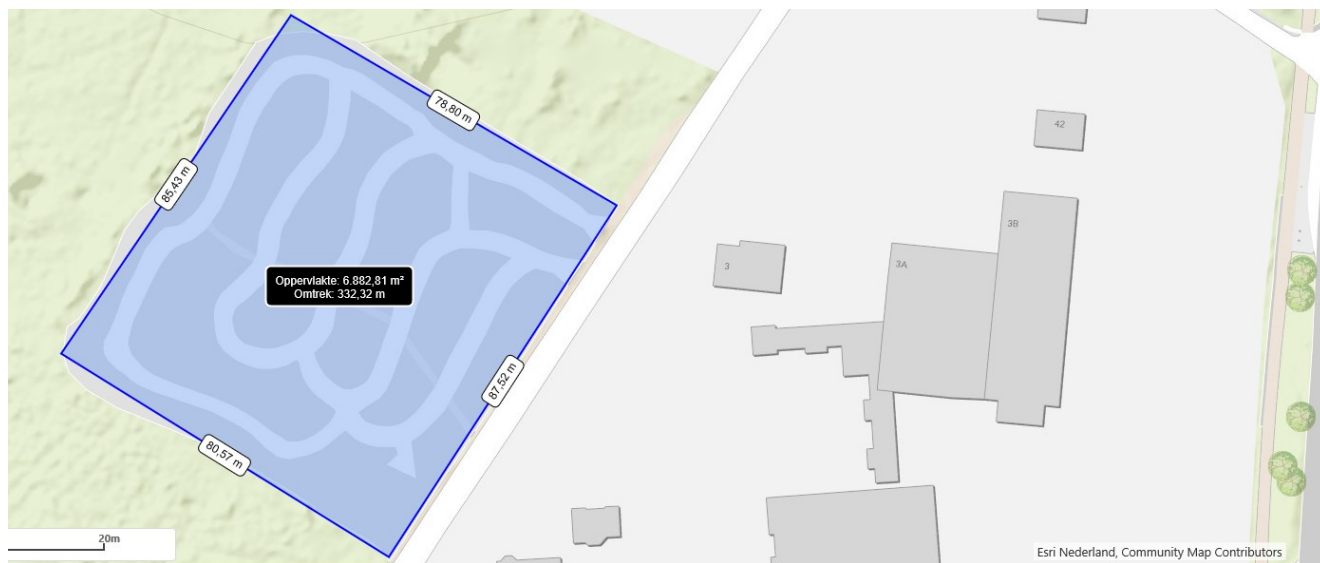 78,80 m
42
85,43 m
3B
3
3A
Oppervlakte: 6.882,81 m²
Omtrek: 332,32 m
87,52 m
80,57 m
20m
Esri Nederland, Community Map Contributors